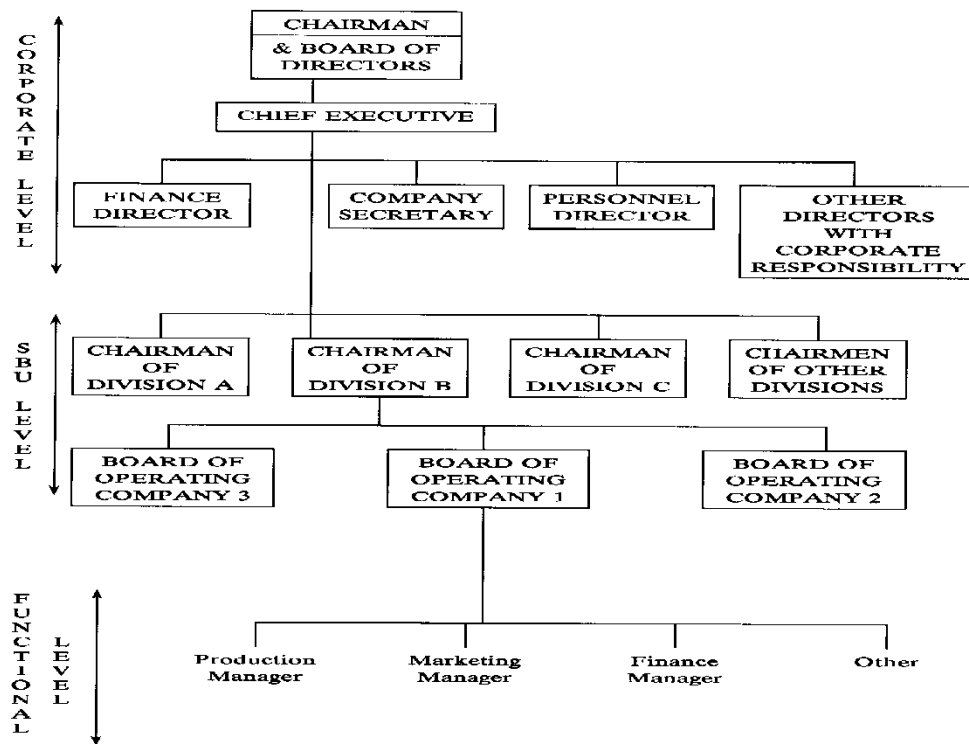 CORPORATE LEVEL
CHAIRMAN
& BOARD OF
DIRECTORS
CHIEF EXECUTIVE
FINANCE
DIRECTOR
COMPANY
SECRETARY
PERSONNEL
DIRECTOR
OTHER
DIRECTORS
WITH
CORPORATE
RESPONSIBILITY
SBU LEVEL
CHAIRMAN
OF
DIVISION A
CHAIRMAN
OF
DIVISION B
CHAIRMAN
OF
DIVISION C
CHAIRMEN
OF OTHER
DIVISIONS
BOARD OF
OPERATING
COMPANY 3
BOARD OF
OPERATING
COMPANY 1
BOARD OF
OPERATING
COMPANY 2
FUNCTIONAL
LEVEL
Production
Manager
Marketing
Manager
Finance
Manager
Other